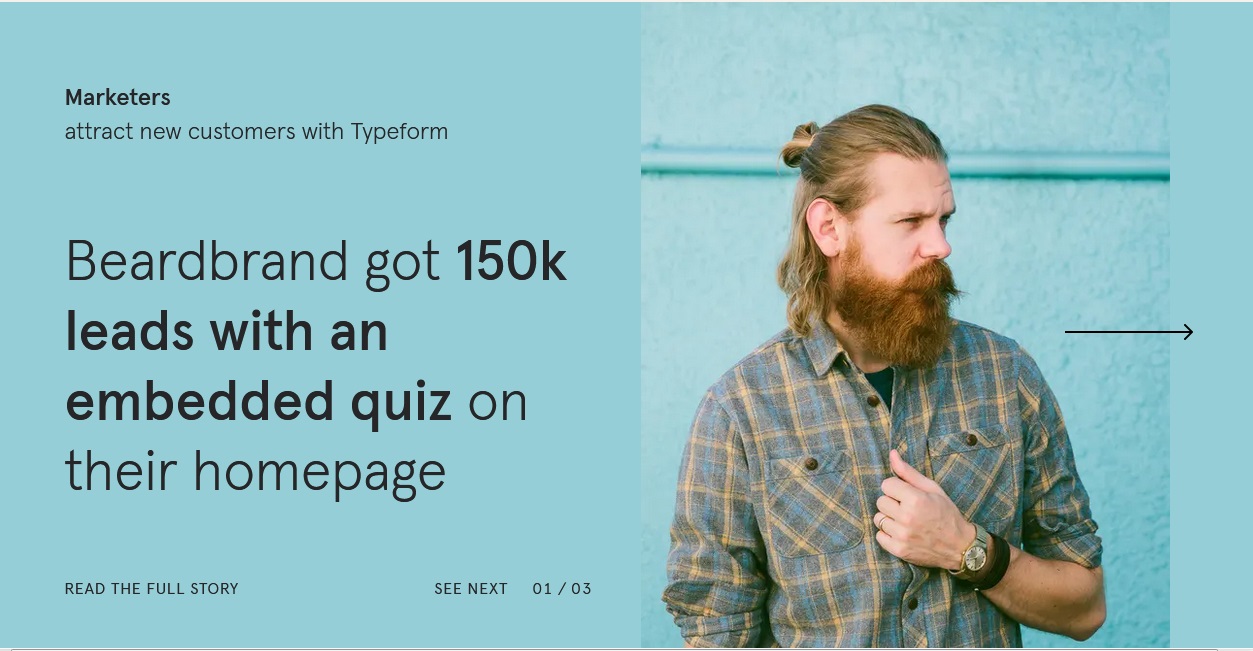 Marketers
attract new customers with Typeform
Beardbrand got 150k
leads with an
embedded quiz on
their homepage
READ THE FULL STORY
SEE NEXT 01 / 03